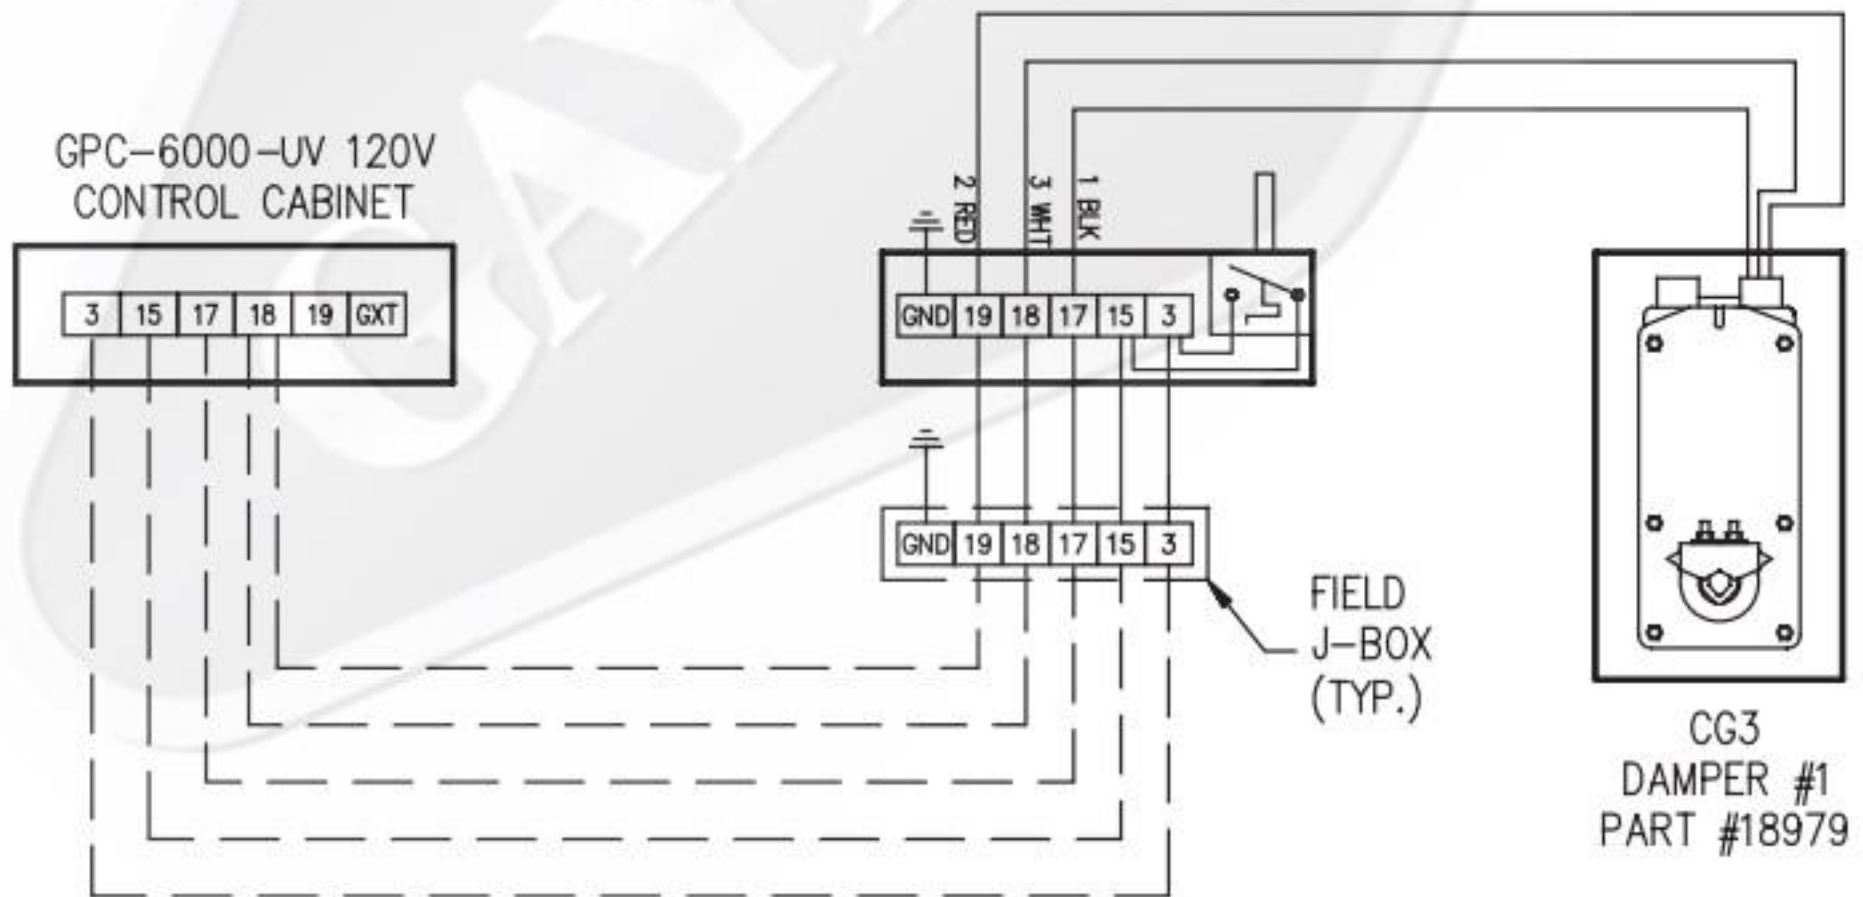 GPC-6000-UV 120V
CONTROL CABINET
3 15 17 18 19 GXT
2 RED
3 WHT
1 BLK
GND 19 18 17 15 3
GND 19 18 17 15 3
FIELD
J-BOX
(TYP.)
CG3
DAMPER #1
PART #18979